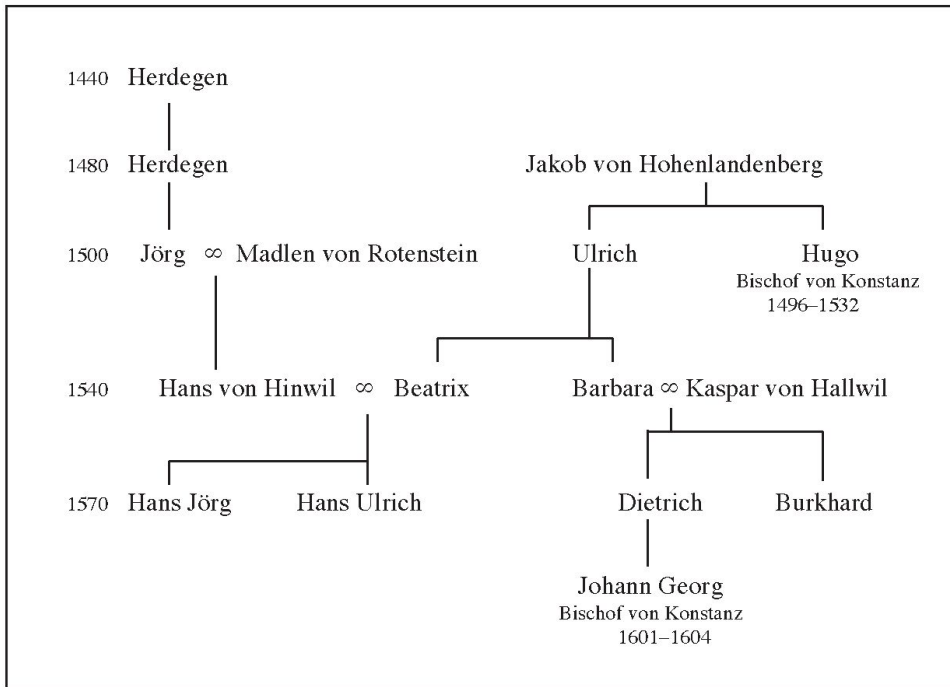 1440 Herdegen
1480 Herdegen Jakob von Hohenlandenberg
1500 Jörg ∞ Madlen von Rotenstein Ulrich Hugo
Bischof von Konstanz
1496–1532
1540 Hans von Hinwil ∞ Beatrix Barbara ∞ Kaspar von Hallwil
1570 Hans Jörg Hans Ulrich Dietrich Burkhard
Johann Georg
Bischof von Konstanz
1601–1604